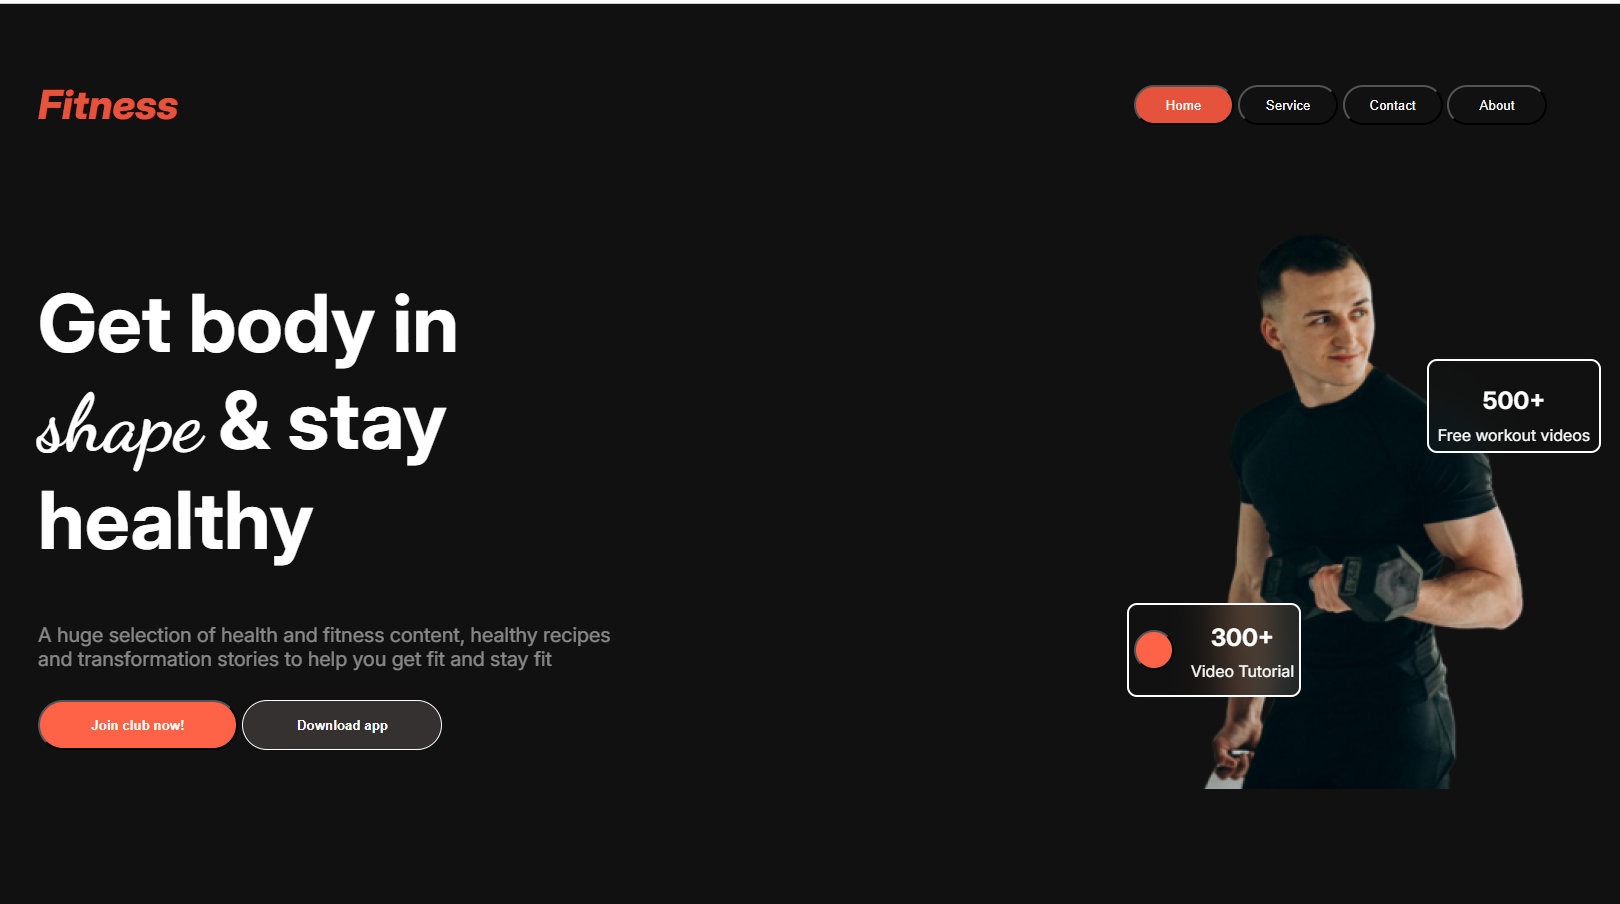 Fitness
Home
Service
Contact
About
Get body in
shape & stay
healthy
500+
Free workout videos
300+
Video Tutorial
A huge selection of health and fitness content, healthy recipes
and transformation stories to help you get fit and stay fit
Join club now!
Download app